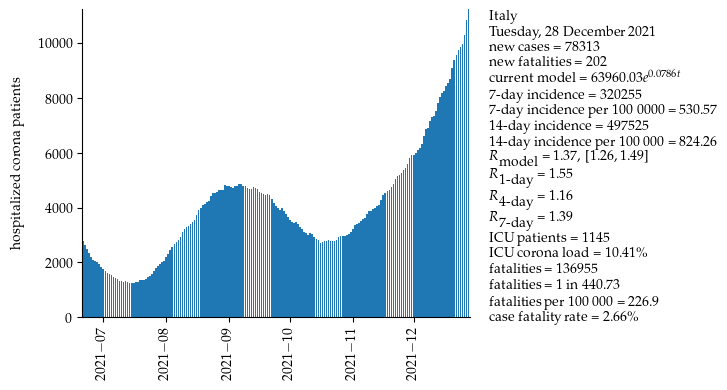 Italy
Tuesday, 28 December 2021
new cases = 78313
new fatalities = 202
current model = 63960.03e^0.0786t
7-day incidence = 320255
7-day incidence per 100 0000 = 530.57
14-day incidence = 497525
14-day incidence per 100 000 = 824.26
R_model = 1.37, [1.26, 1.49]
R_1-day = 1.55
R_4-day = 1.16
R_7-day = 1.39
ICU patients = 1145
ICU corona load = 10.41%
fatalities = 136955
fatalities = 1 in 440.73
fatalities per 100 000 = 226.9
case fatality rate = 2.66%
hospitalized corona patients
10000
8000
6000
4000
2000
0
2021−07
2021−08
2021−09
2021−10
2021−11
2021−12